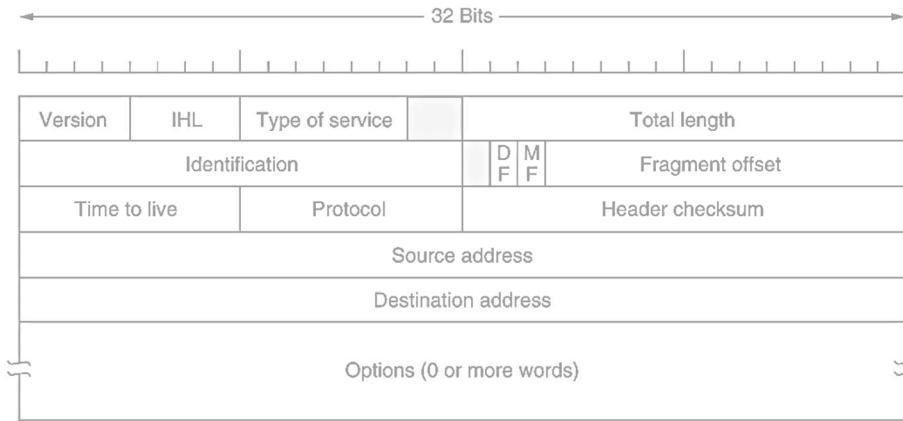 32 Bits
Version IHL Type of service Total length
Identification D F M F Fragment offset
Time to live Protocol Header checksum
Source address
Destination address
Options (0 or more words)